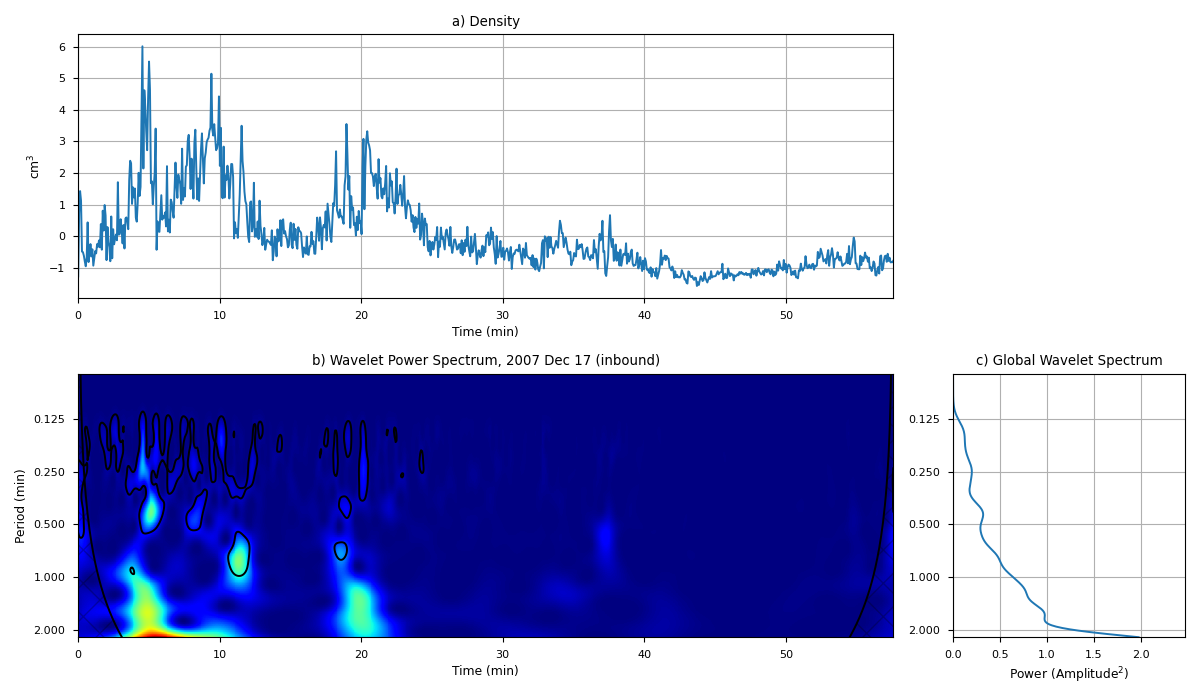 a) Density
6
5
4
3
2
1
0
−1
cm³
0 10 20 30 40 50
Time (min)
b) Wavelet Power Spectrum, 2007 Dec 17 (inbound)
0.125
0.250
0.500
1.000
2.000
Period (min)
0 10 20 30 40 50
Time (min)
c) Global Wavelet Spectrum
0.125
0.250
0.500
1.000
2.000
0.0 0.5 1.0 1.5 2.0
Power (Amplitude²)